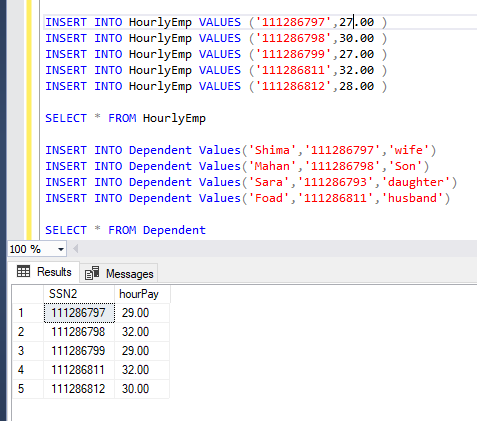 INSERT INTO HourlyEmp VALUES ('111286797',27.00 )
INSERT INTO HourlyEmp VALUES ('111286798',30.00 )
INSERT INTO HourlyEmp VALUES ('111286799',27.00 )
INSERT INTO HourlyEmp VALUES ('111286811',32.00 )
INSERT INTO HourlyEmp VALUES ('111286812',28.00 )
SELECT * FROM HourlyEmp
INSERT INTO Dependent Values('Shima','111286797','wife')
INSERT INTO Dependent Values('Mahan','111286798','Son')
INSERT INTO Dependent Values('Sara','111286793','daughter')
INSERT INTO Dependent Values('Foad','111286811','husband')
SELECT * FROM Dependent
100 %
Results Messages
SSN2 hourPay
1 111286797 29.00
2 111286798 32.00
3 111286799 29.00
4 111286811 32.00
5 111286812 30.00